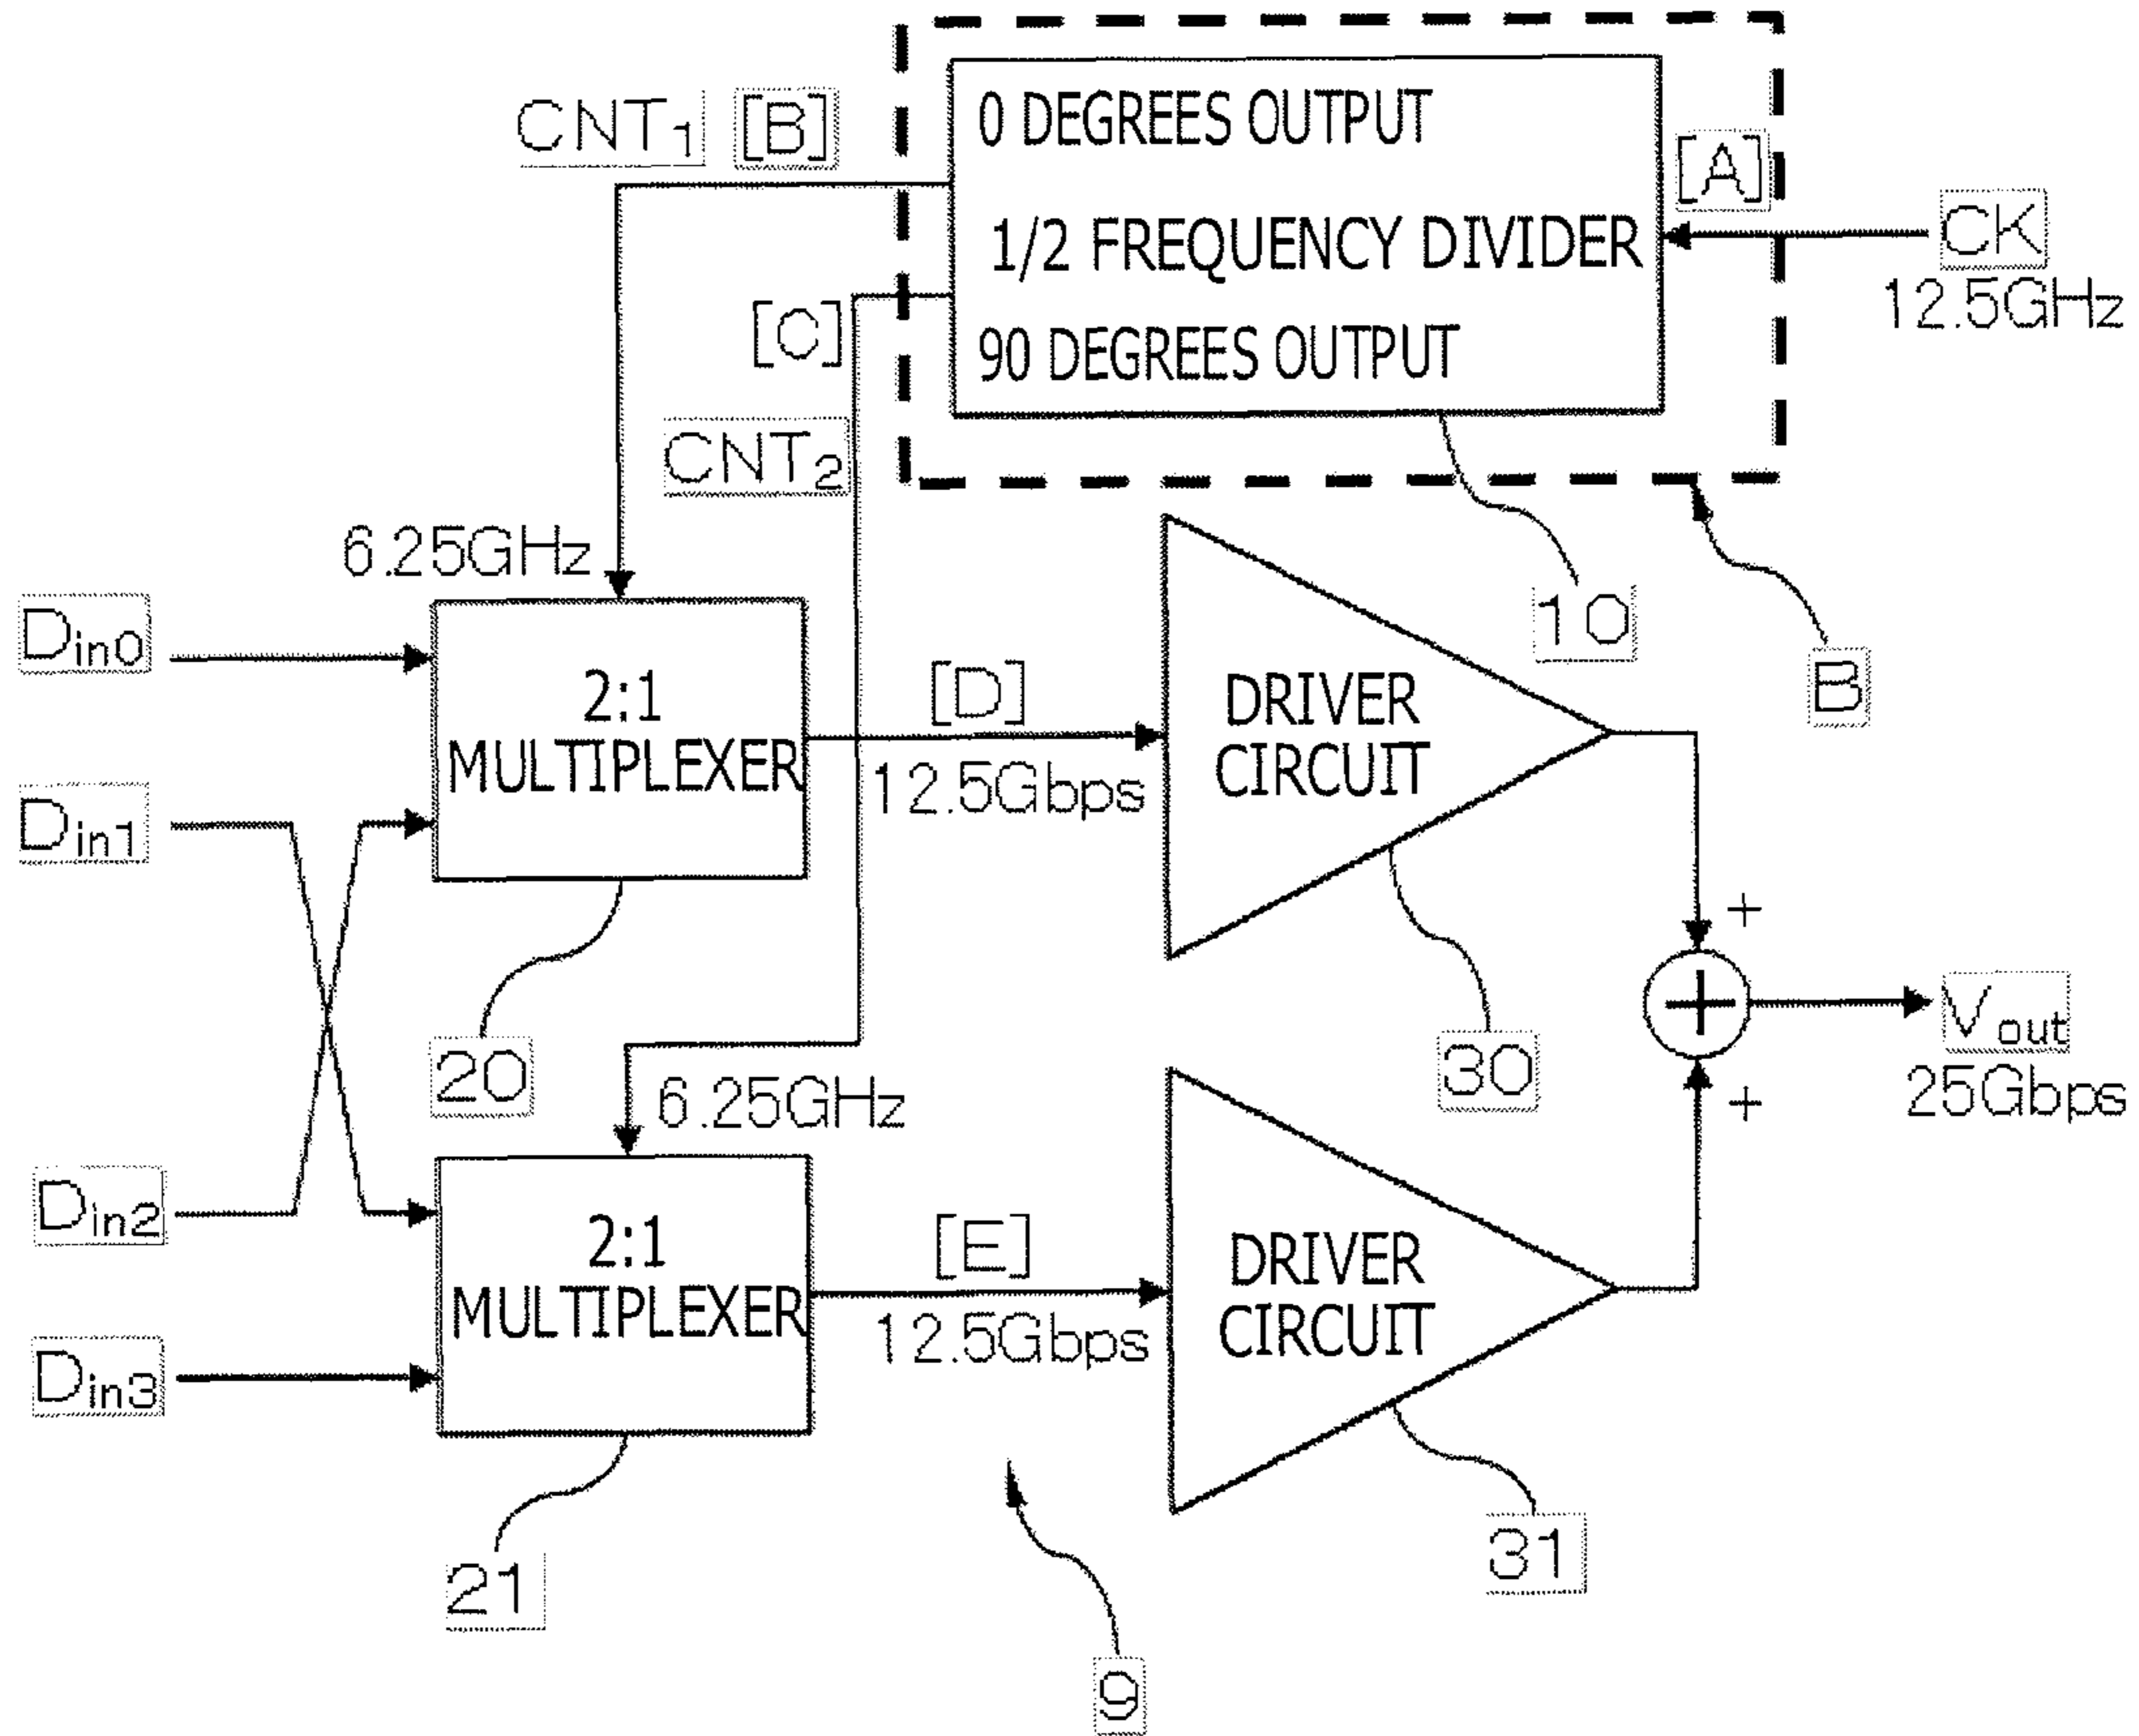 CNT1 [B]
0 DEGREES OUTPUT
[A]
1/2 FREQUENCY DIVIDER
CK
12.5GHz
[C]
90 DEGREES OUTPUT
CNT2
6.25GHz
10
B
Din0
2:1
MULTIPLEXER
[D]
12.5Gbps
DRIVER
CIRCUIT
Din1
20
30
+
+
Vout
25Gbps
+
6.25GHz
Din2
2:1
MULTIPLEXER
[E]
12.5Gbps
DRIVER
CIRCUIT
Din3
21
31
9